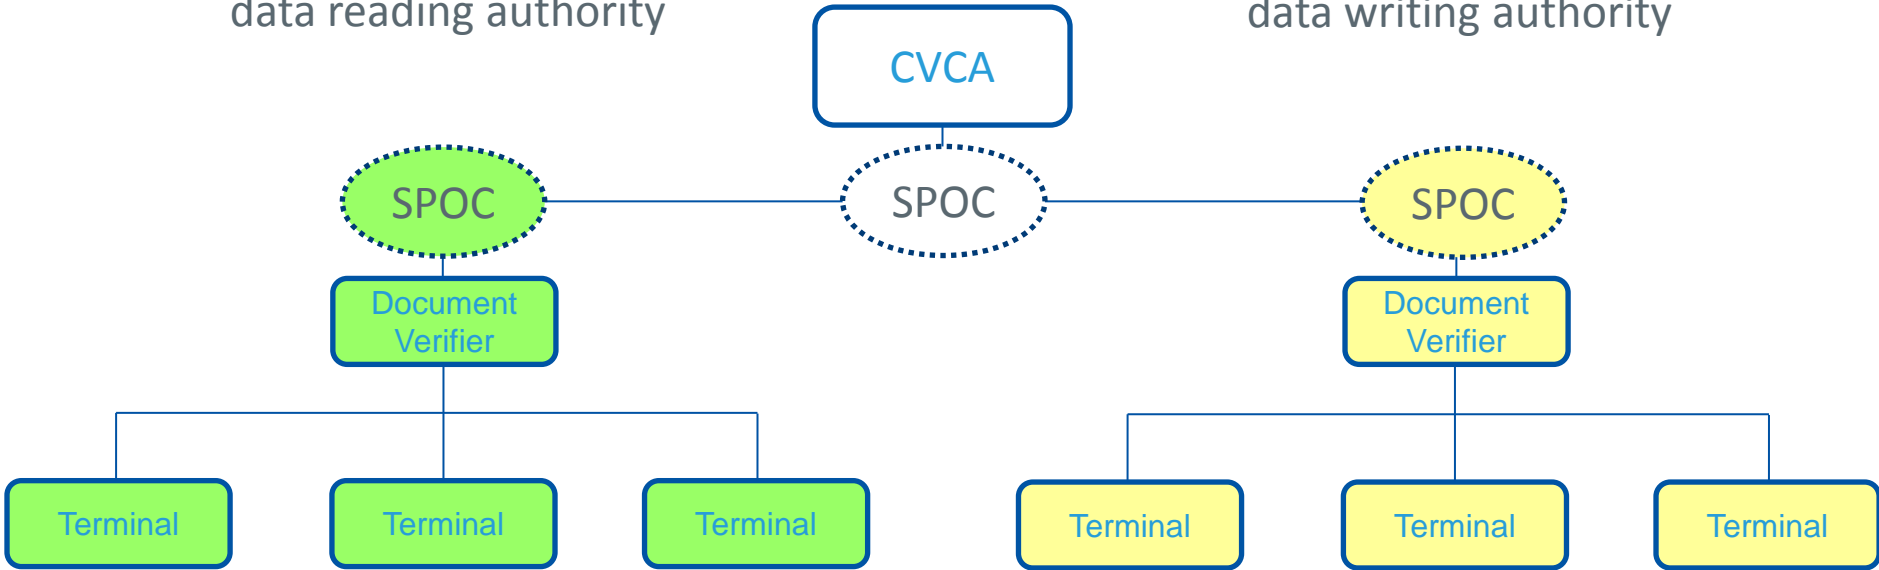 data reading authority
data writing authority
CVCA
SPOC
SPOC
SPOC
Document
Verifier
Document
Verifier
Terminal
Terminal
Terminal
Terminal
Terminal
Terminal